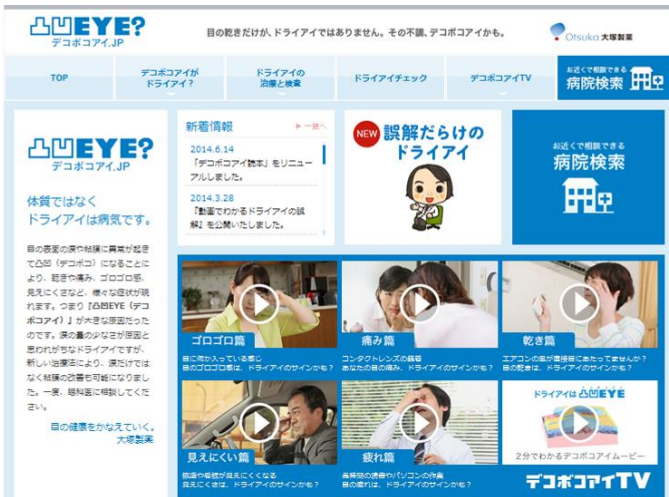 凸凹EYE?
デコボコアイ.JP
目の乾きだけが、ドライアイではありません。その不調、デコボコアイかも。
Otsuka 大塚製薬
TOP
デコボコアイが
ドライアイ?
ドライアイの
治療と検査
ドライアイチェック
デコボコアイTV
お近くで相談できる
病院検索
凸凹EYE?
デコボコアイ.JP
体質ではなく
ドライアイは病気です。
目の表面の涙や粘膜に異常が起き
て凸凹(デコボコ)になることに
より、乾きや痛み、ゴロゴロ感、
見えにくさなど、様々な症状が現
れます。つまり『凸凹EYE(デコ
ボコアイ)』が大きな原因だった
のです。涙の量の少なさが原因と
思われがちなドライアイですが、
新しい治療法により、涙だけでは
なく粘膜の改善も可能になりまし
た。一度、眼科医に相談してくだ
さい。
目の健康をかなえていく。
大塚製薬
新着情報
一覧へ
2014.6.14
「デコボコアイ読本」をリニュー
アルしました。
2014.3.28
『動画でわかるドライアイの誤
解』を公開いたしました。
NEW
誤解だらけの
ドライアイ
お近くで相談できる
病院検索
ゴロゴロ篇
目に何か入っている感じ
目のゴロゴロ感は、ドライアイのサインかも?
痛み篇
コンタクトレンズの装着
あなたの目の痛み、ドライアイのサインかも?
乾き篇
エアコンの風が直接目にあたってませんか?
目の乾きは、ドライアイのサインかも?
見えにくい篇
標識や看板が見えにくくなる
見えにくさは、ドライアイのサインかも?
疲れ篇
長時間の読書やパソコンの作業
目の疲れは、ドライアイのサインかも?
ドライアイは凸凹EYE
2分でわかるデコボコアイムービー
デコボコアイTV